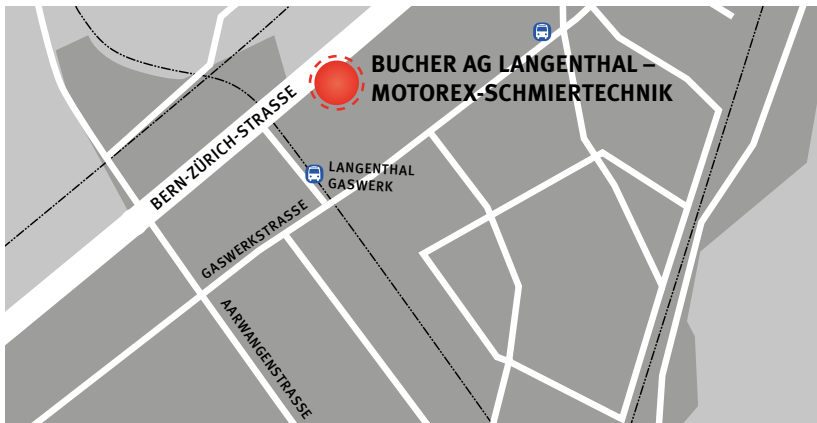 BUCHER AG LANGENTHAL –
MOTOREX-SCHMIERTECHNIK
BERN-ZÜRICH-STRASSE
LANGENTHAL
GASWERK
GASWERKSTRASSE
AARWANGENSTRASSE